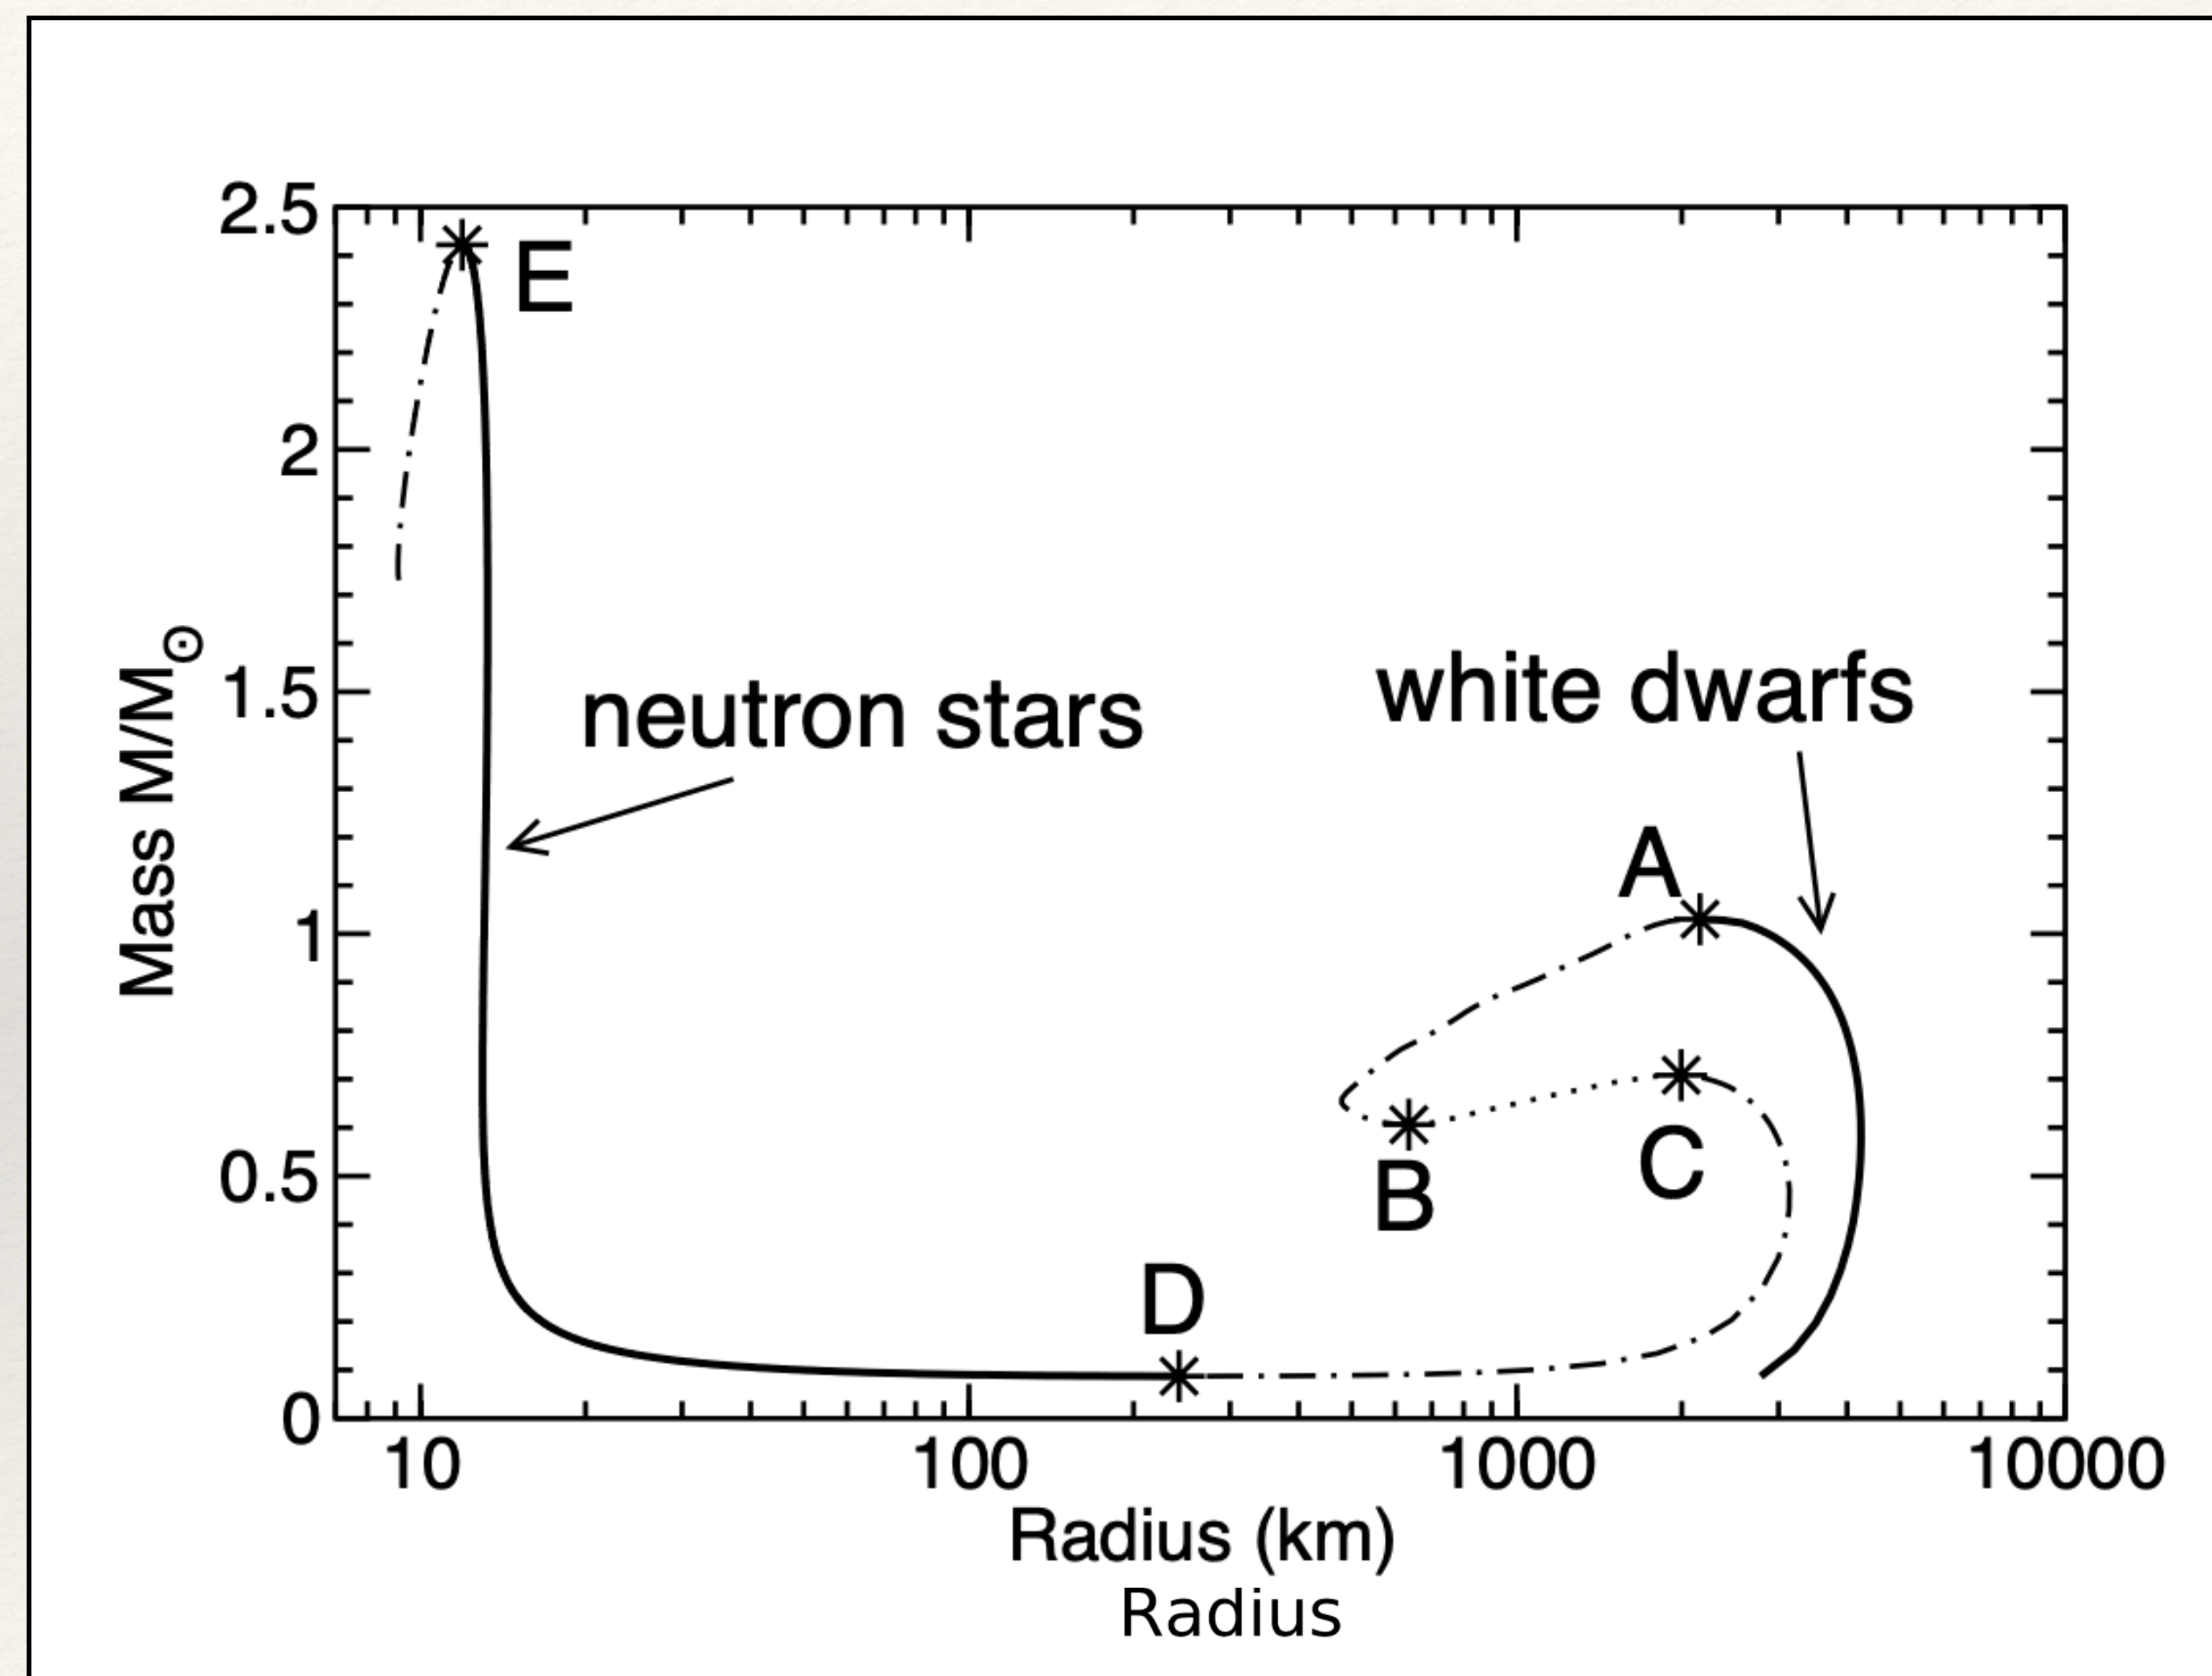 2.5
E
2
Mass M/M⊙
1.5
neutron stars
white dwarfs
A
1
C
0.5
B
D
0
10
100
1000
10000
Radius (km)
Radius